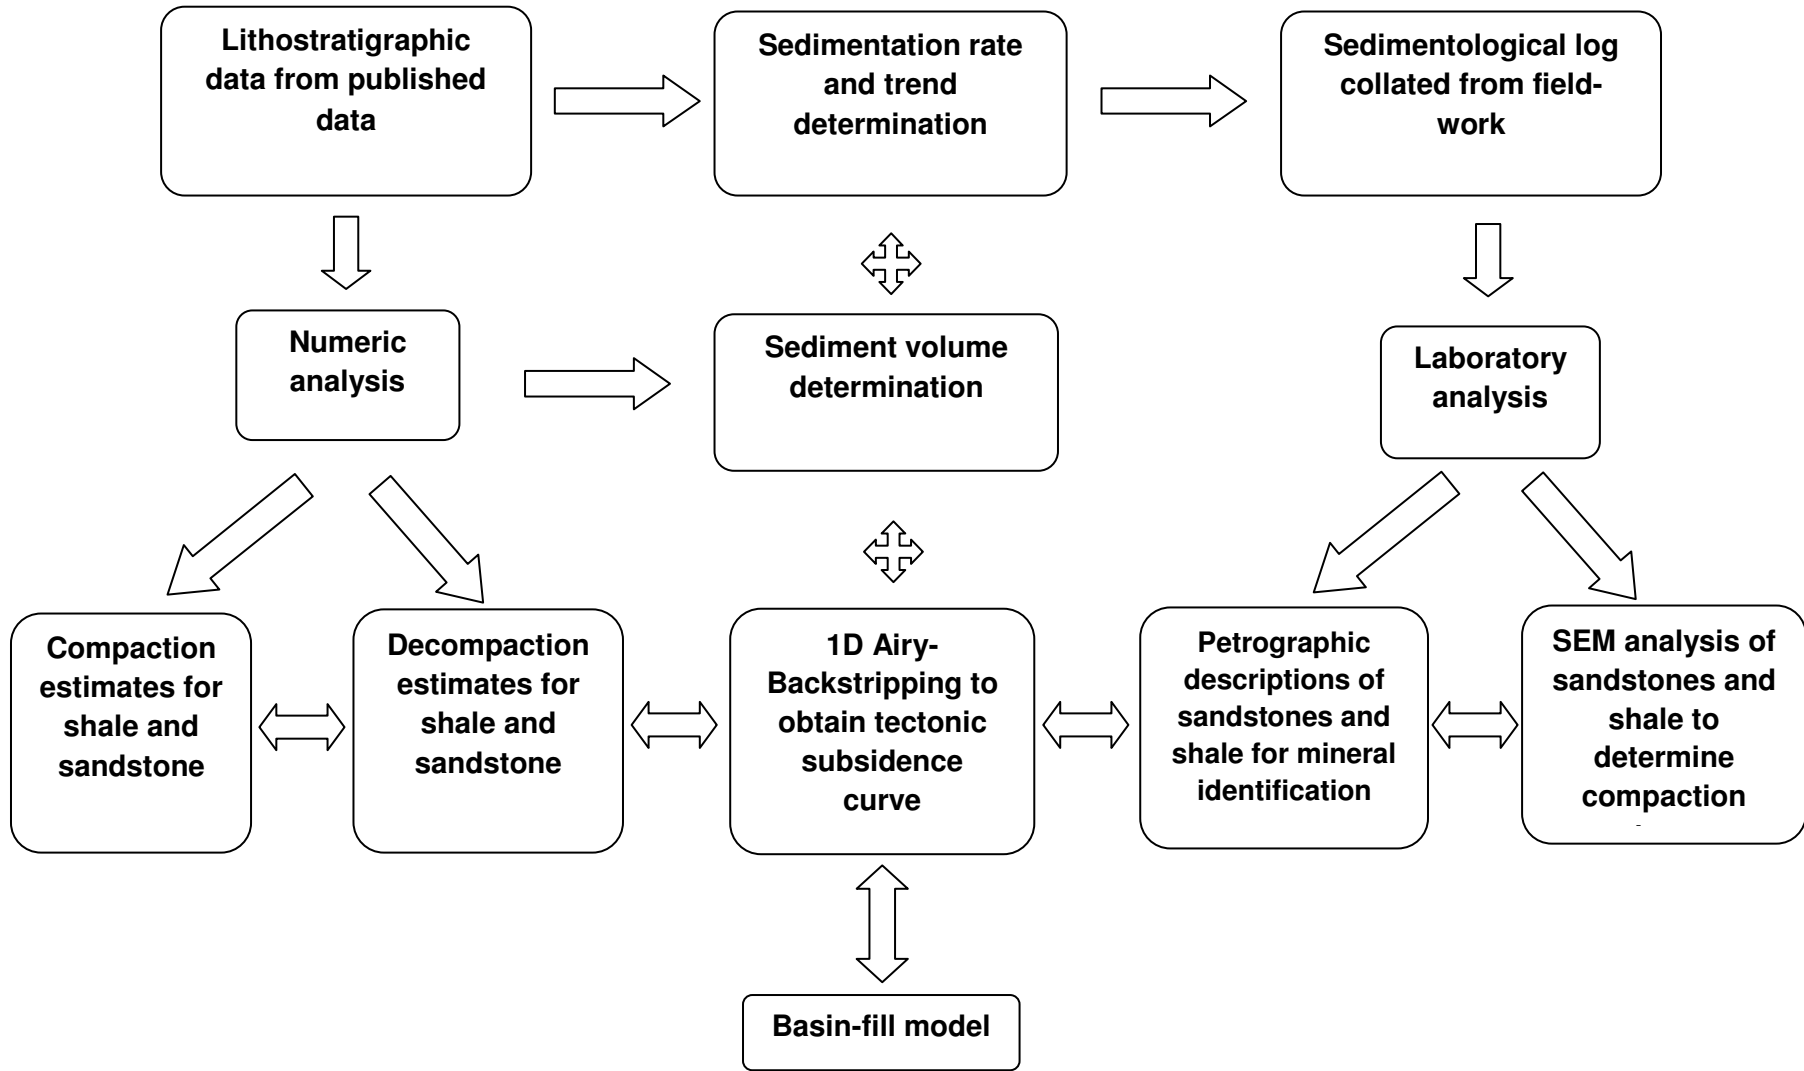 Lithostratigraphic
data from published
data
Sedimentation rate
and trend
determination
Sedimentological log
collated from field-
work
Numeric
analysis
Sediment volume
determination
Laboratory
analysis
Compaction
estimates for
shale and
sandstone
Decompaction
estimates for
shale and
sandstone
1D Airy-
Backstripping to
obtain tectonic
subsidence
curve
Petrographic
descriptions of
sandstones and
shale for mineral
identification
SEM analysis of
sandstones and
shale to
determine
compaction
Basin-fill model